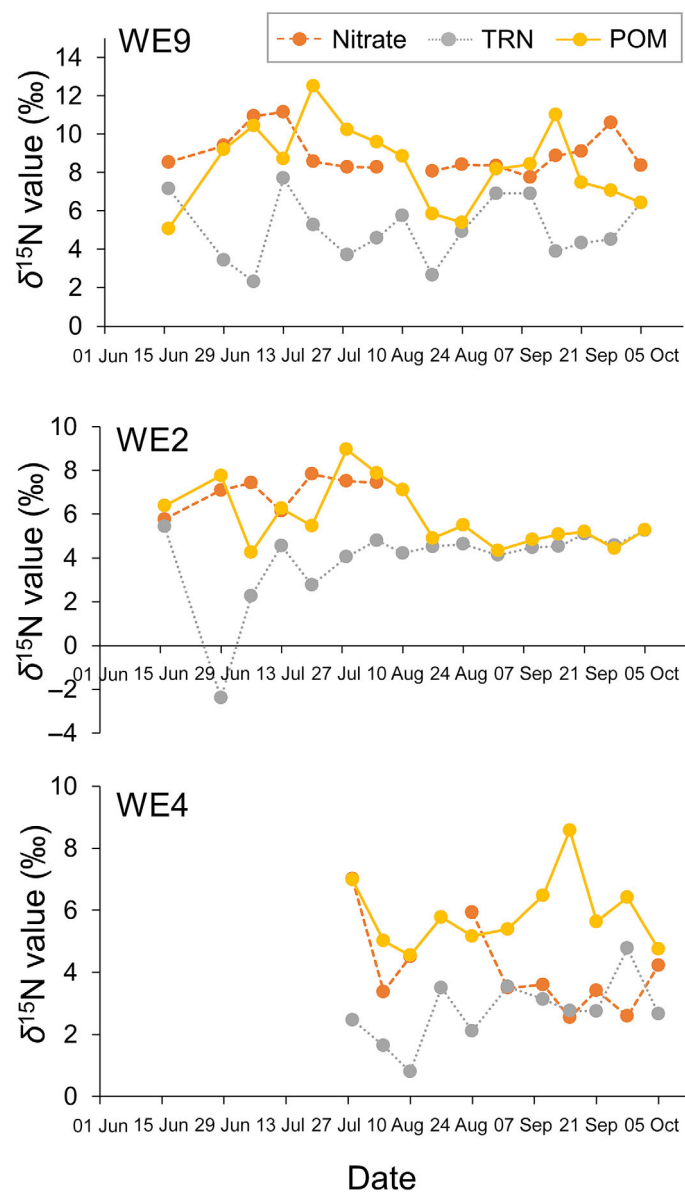 WE9
Nitrate TRN POM
14
12
10
8
6
4
2
0
δ¹⁵N value (‰)
01 Jun 15 Jun 29 Jun 13 Jul 27 Jul 10 Aug 24 Aug 07 Sep 21 Sep 05 Oct
WE2
10
8
6
4
2
0
–2
–4
δ¹⁵N value (‰)
01 Jun 15 Jun 29 Jun 13 Jul 27 Jul 10 Aug 24 Aug 07 Sep 21 Sep 05 Oct
WE4
10
8
6
4
2
0
δ¹⁵N value (‰)
01 Jun 15 Jun 29 Jun 13 Jul 27 Jul 10 Aug 24 Aug 07 Sep 21 Sep 05 Oct
Date